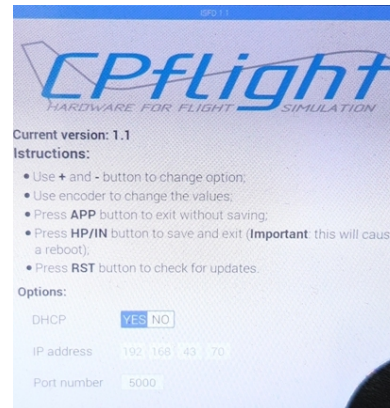 ISFD 1.1
CPflight
HARDWARE FOR FLIGHT SIMULATION
Current version: 1.1
Istructions:
• Use + and - button to change option;
• Use encoder to change the values;
• Press APP button to exit without saving;
• Press HP/IN button to save and exit (Important: this will caus
a reboot);
• Press RST button to check for updates.
Options:
DHCP YES NO
IP address 192 168 43 70
Port number 5000